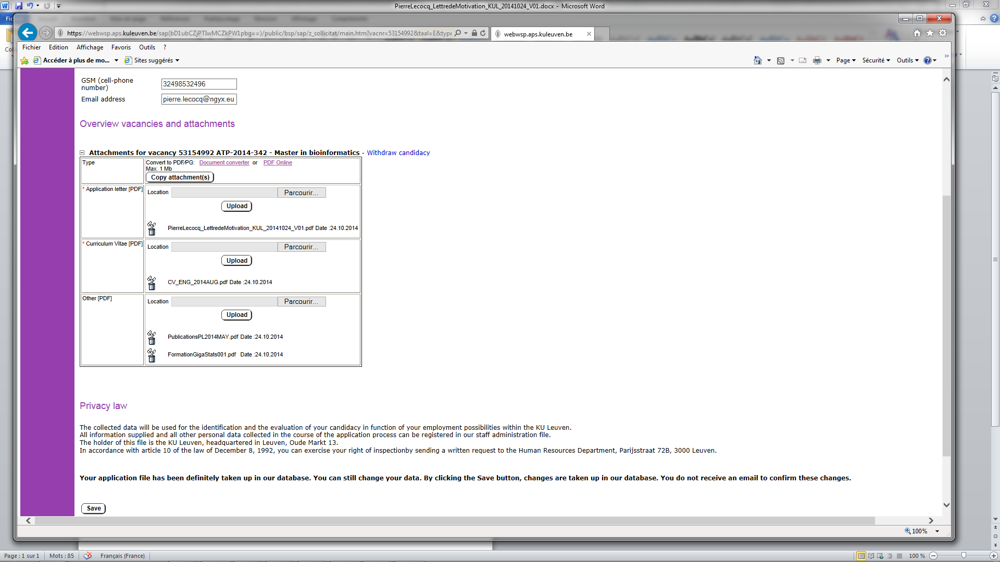 PierreLecocq_LettredeMotivation_KUL_20141024_V01.docx - Microsoft Word
https://webwsp.aps.kuleuven.be/sap(bD1ubCZjPTIwMCZkPW1pbg==)/public/bsp/sap/z_sollicitat/main.htm?vacnr=53154992&taal=E&type
webwsp.aps.kuleuven.be
Fichier Edition Affichage Favoris Outils ?
Accéder à plus de mo... Sites suggérés Page Sécurité Outils
GSM (cell-phone
number) 32498532496
Email address pierre.lecocq@ngyx.eu
Overview vacancies and attachments
Attachments for vacancy 53154992 ATP-2014-342 - Master in bioinformatics - Withdraw candidacy
Type Convert to PDF/PG: Document converter or PDF Online
Max. 1 Mb
Copy attachment(s)
* Application letter [PDF] Location Parcourir...
Upload
PierreLecocq_LettredeMotivation_KUL_20141024_V01.pdf Date :24.10.2014
* Curriculum Vitae [PDF] Location Parcourir...
Upload
CV_ENG_2014AUG.pdf Date :24.10.2014
Other [PDF] Location Parcourir...
Upload
PublicationsPL2014MAY.pdf Date :24.10.2014
FormationGigaStats001.pdf Date :24.10.2014
Privacy law
The collected data will be used for the identification and the evaluation of your candidacy in function of your employment possibilities within the KU Leuven.
All information supplied and all other personal data collected in the course of the application process can be registered in our staff administration file.
The holder of this file is the KU Leuven, headquartered in Leuven, Oude Markt 13.
In accordance with article 10 of the law of December 8, 1992, you can exercise your right of inspectionby sending a written request to the Human Resources Department, Parijsstraat 72B, 3000 Leuven.
Your application file has been definitely taken up in our database. You can still change your data. By clicking the Save button, changes are taken up in our database. You do not receive an email to confirm these changes.
Save
100%
Page : 1 sur 1 Mots : 85 Français (France) 100 %